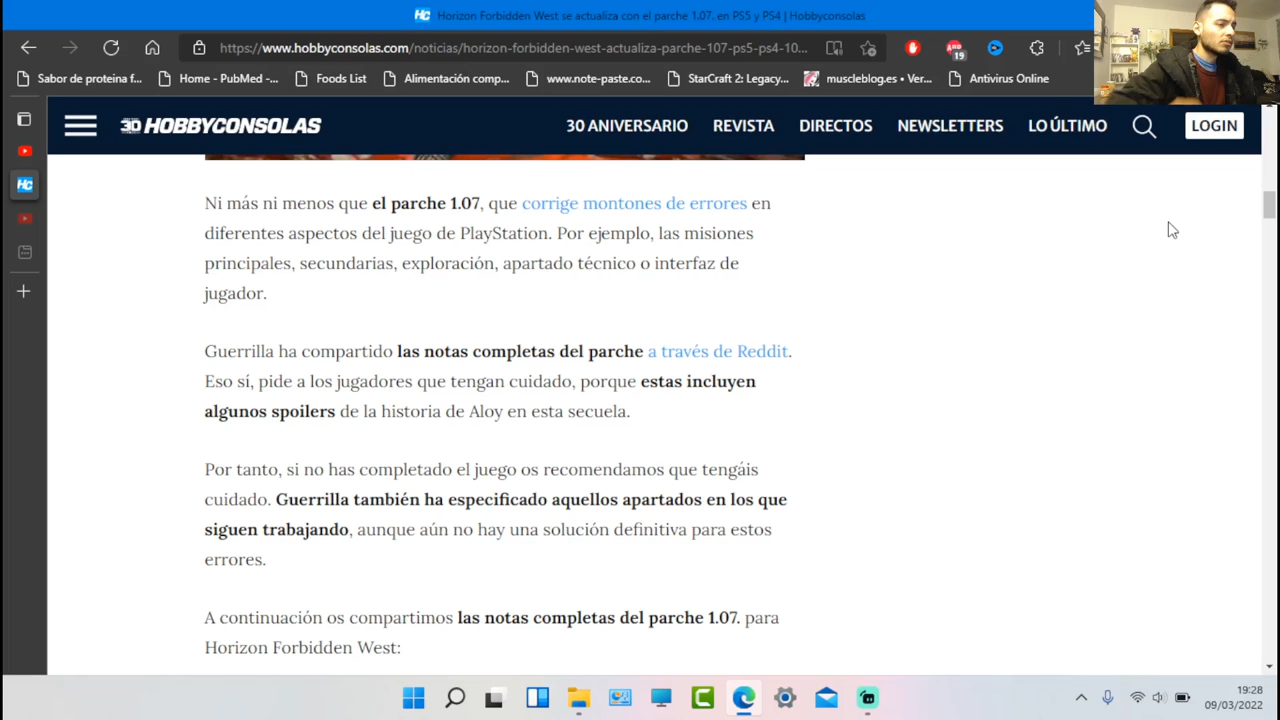 Horizon Forbidden West se actualiza con el parche 1.07. en PS5 y PS4 | Hobbyconsolas
https://www.hobbyconsolas.com/noticias/horizon-forbidden-west-actualiza-parche-107-ps5-ps4-10...
19
Sabor de proteina f...
Home - PubMed -...
Foods List
Alimentación comp...
www.note-paste.co...
StarCraft 2: Legacy...
muscleblog.es • Ver...
Antivirus Online
30 HOBBYCONSOLAS
30 ANIVERSARIO
REVISTA
DIRECTOS
NEWSLETTERS
LO ÚLTIMO
LOGIN
Ni más ni menos que el parche 1.07, que corrige montones de errores en
diferentes aspectos del juego de PlayStation. Por ejemplo, las misiones
principales, secundarias, exploración, apartado técnico o interfaz de
jugador.
Guerrilla ha compartido las notas completas del parche a través de Reddit.
Eso sí, pide a los jugadores que tengan cuidado, porque estas incluyen
algunos spoilers de la historia de Aloy en esta secuela.
Por tanto, si no has completado el juego os recomendamos que tengáis
cuidado. Guerrilla también ha especificado aquellos apartados en los que
siguen trabajando, aunque aún no hay una solución definitiva para estos
errores.
A continuación os compartimos las notas completas del parche 1.07. para
Horizon Forbidden West:
19:28
09/03/2022